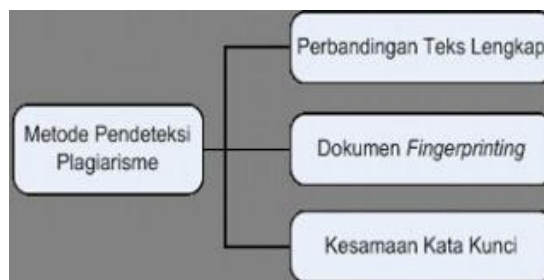 Perbandingan Teks Lengkap
Metode Pendeteksi
Plagiarisme
Dokumen Fingerprinting
Kesamaan Kata Kunci